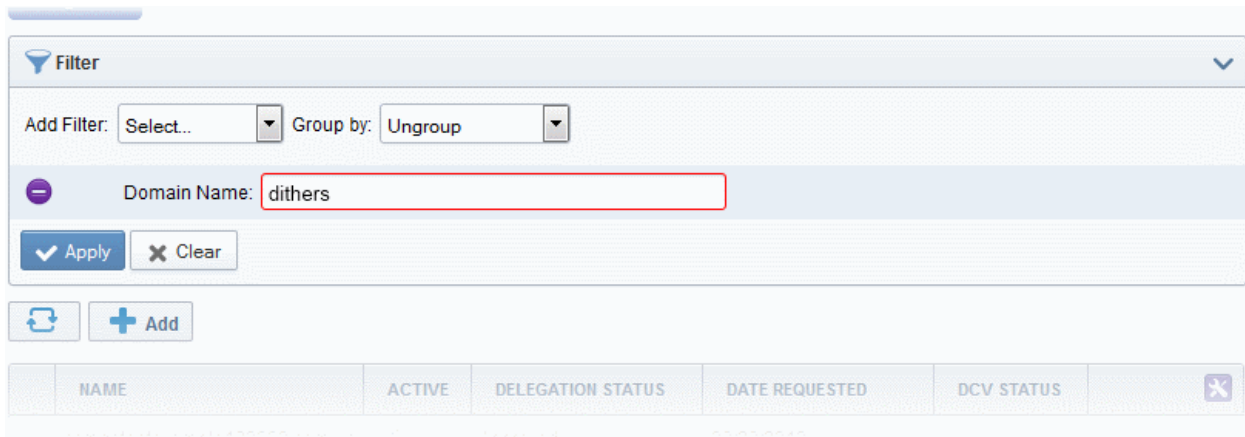 Filter
Add Filter: Select... Group by: Ungroup
Domain Name: dithers
Apply Clear
Add
NAME ACTIVE DELEGATION STATUS DATE REQUESTED DCV STATUS